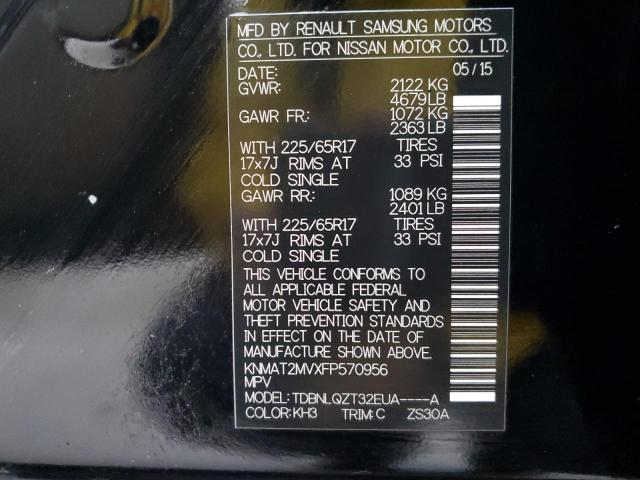 MFD BY RENAULT SAMSUNG MOTORS
CO., LTD. FOR NISSAN MOTOR CO., LTD.
DATE: 05/15
GVWR: 2122 KG
4679 LB
GAWR FR: 1072 KG
2363 LB
WITH 225/65R17 TIRES
17x7J RIMS AT 33 PSI
COLD SINGLE
GAWR RR: 1089 KG
2401 LB
WITH 225/65R17 TIRES
17x7J RIMS AT 33 PSI
COLD SINGLE
THIS VEHICLE CONFORMS TO
ALL APPLICABLE FEDERAL
MOTOR VEHICLE SAFETY AND
THEFT PREVENTION STANDARDS
IN EFFECT ON THE DATE OF
MANUFACTURE SHOWN ABOVE.
KNMAT2MVXFP570956
MPV
MODEL: TDBNLQZT32EUA----A
COLOR: KH3 TRIM: C ZS30A